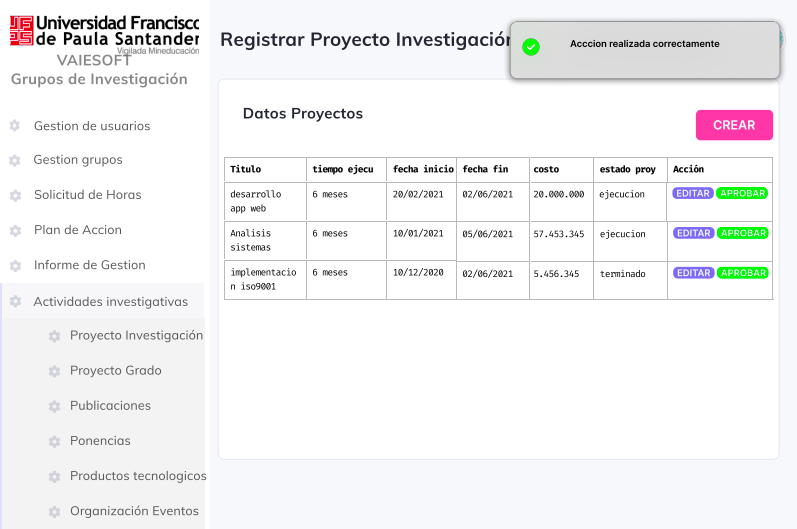 Universidad Francisco
de Paula Santander
Vigilada Mineducación
VAIESOFT
Grupos de Investigación
Gestion de usuarios
Gestion grupos
Solicitud de Horas
Plan de Accion
Informe de Gestion
Actividades investigativas
Proyecto Investigación
Proyecto Grado
Publicaciones
Ponencias
Productos tecnologicos
Organización Eventos
Registrar Proyecto Investigación
Acccion realizada correctamente
Datos Proyectos
CREAR
Titulo tiempo ejecu fecha inicio fecha fin costo estado proy Acción
desarrollo app web 6 meses 20/02/2021 02/06/2021 20.000.000 ejecucion EDITAR APROBAR
Analisis sistemas 6 meses 10/01/2021 05/06/2021 57.453.345 ejecucion EDITAR APROBAR
implementacion iso9001 6 meses 10/12/2020 02/06/2021 5.456.345 terminado EDITAR APROBAR